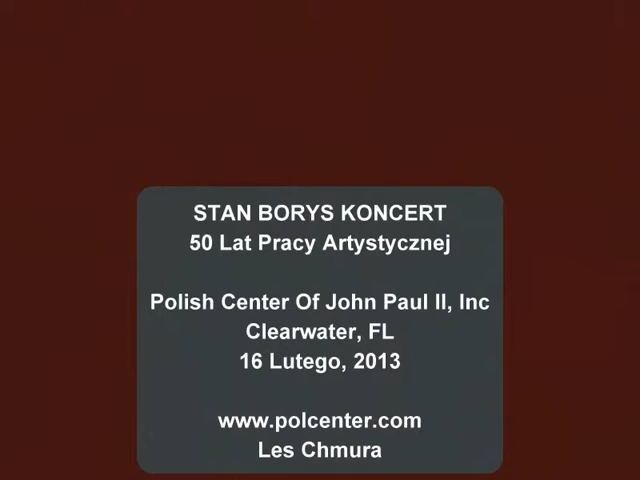 STAN BORYS KONCERT
50 Lat Pracy Artystycznej
Polish Center Of John Paul II, Inc
Clearwater, FL
16 Lutego, 2013
www.polcenter.com
Les Chmura